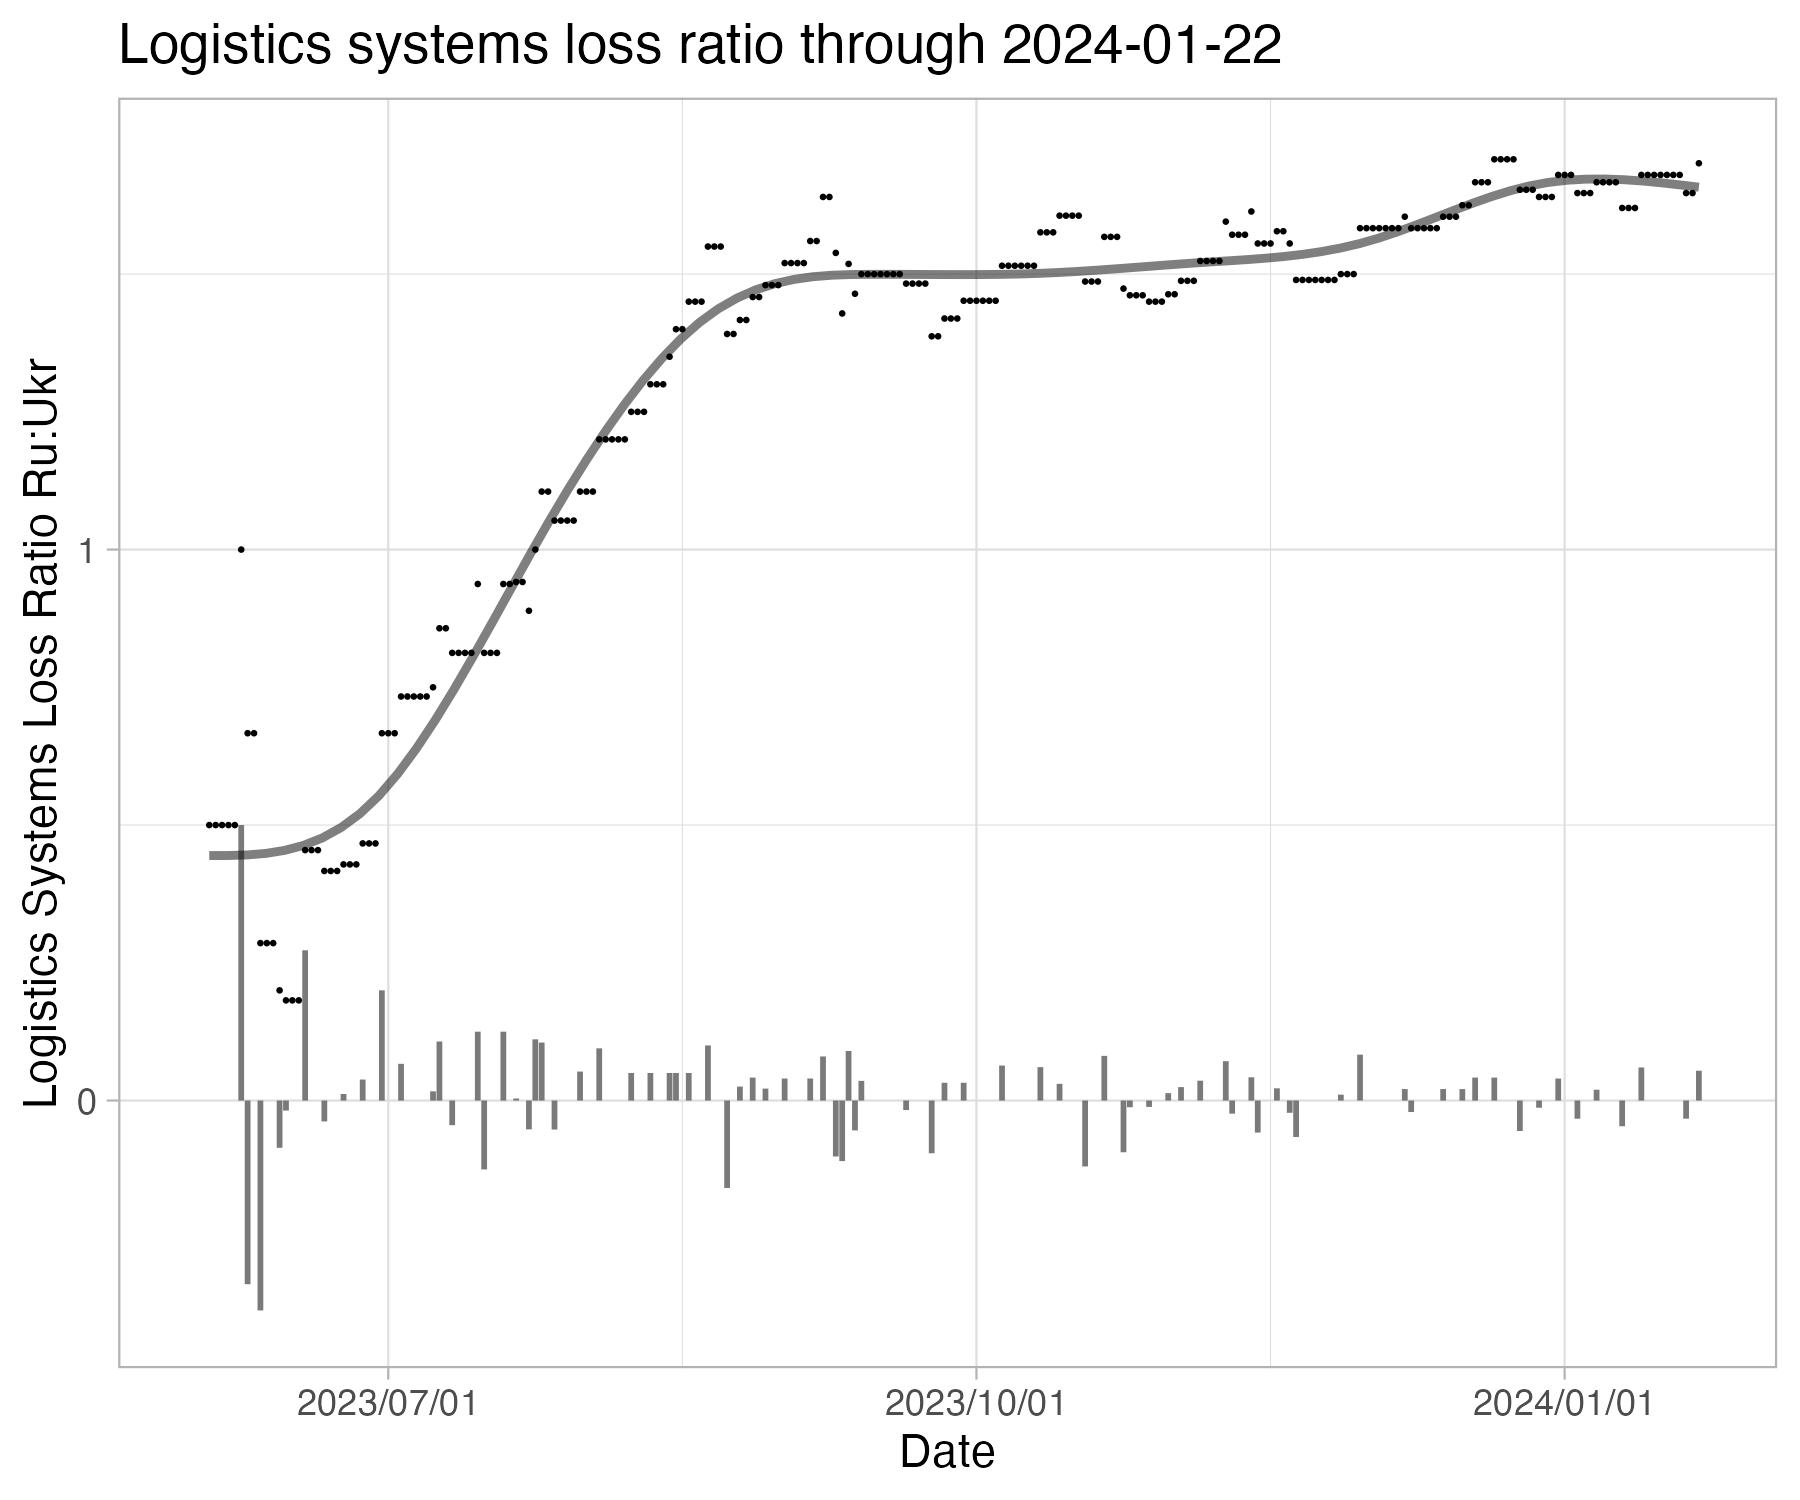 Logistics systems loss ratio through 2024-01-22
Logistics Systems Loss Ratio Ru:Ukr
1
0
2023/07/01
2023/10/01
2024/01/01
Date